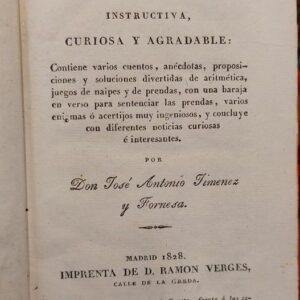 INSTRUCTIVA,
CURIOSA Y AGRADABLE:
Contiene varios cuentos, anécdotas, proposi-
ciones y soluciones divertidas de aritmética,
juegos de naipes y de prendas, con una baraja
en verso para sentenciar las prendas, varios
enigmas ó acertijos muy ingeniosos, y concluye
con diferentes noticias curiosas
é interesantes.
POR
Don José Antonio Jimenez
y Fornesa.
MADRID 1828.
IMPRENTA DE D. RAMON VERGES,
CALLE DE LA GREDA.